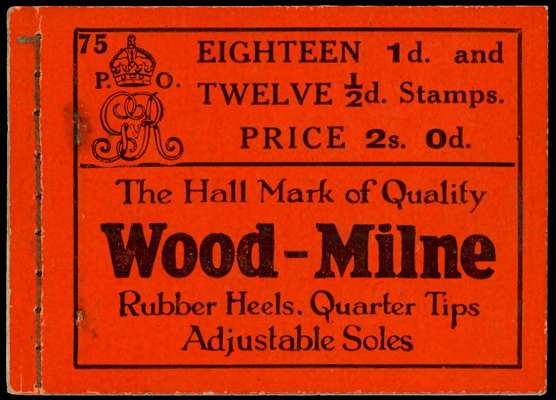 75
P. O.
GR
EIGHTEEN 1d. and
TWELVE ½d. Stamps.
PRICE 2s. 0d.
The Hall Mark of Quality
Wood-Milne
Rubber Heels. Quarter Tips
Adjustable Soles